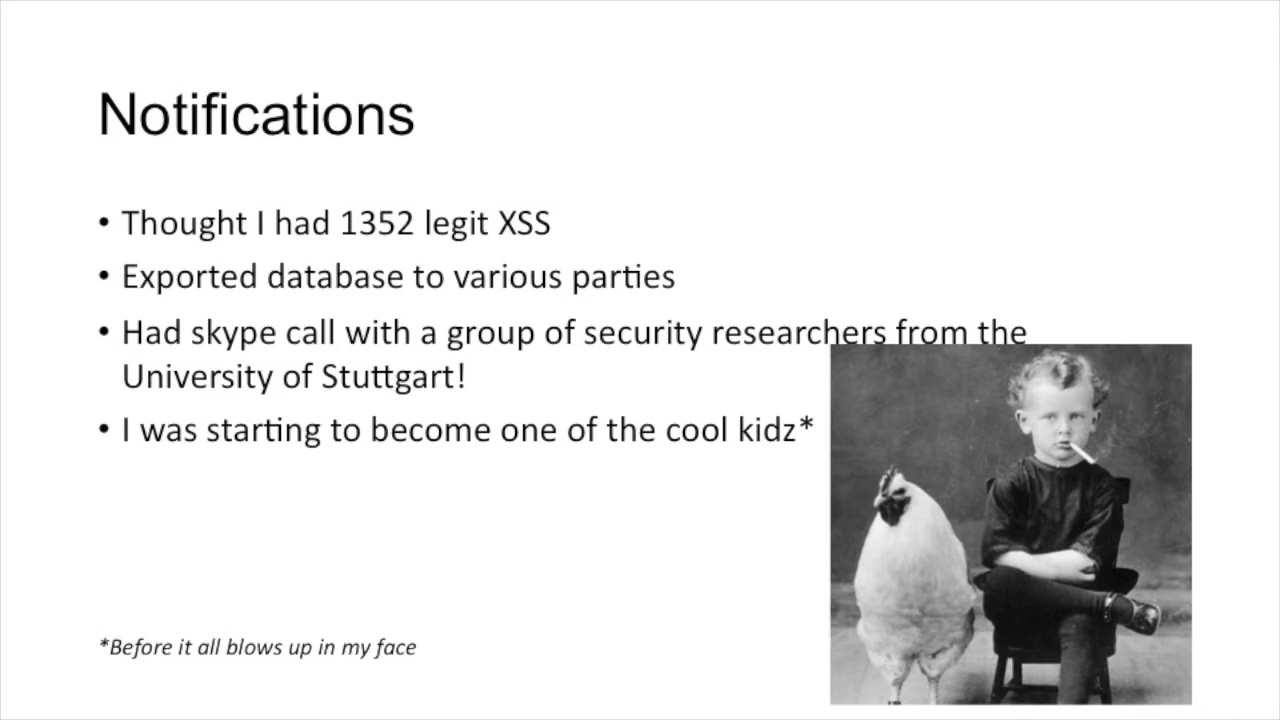 Notifications
• Thought I had 1352 legit XSS
• Exported database to various parties
• Had skype call with a group of security researchers from the
University of Stuttgart!
• I was starting to become one of the cool kidz*
*Before it all blows up in my face